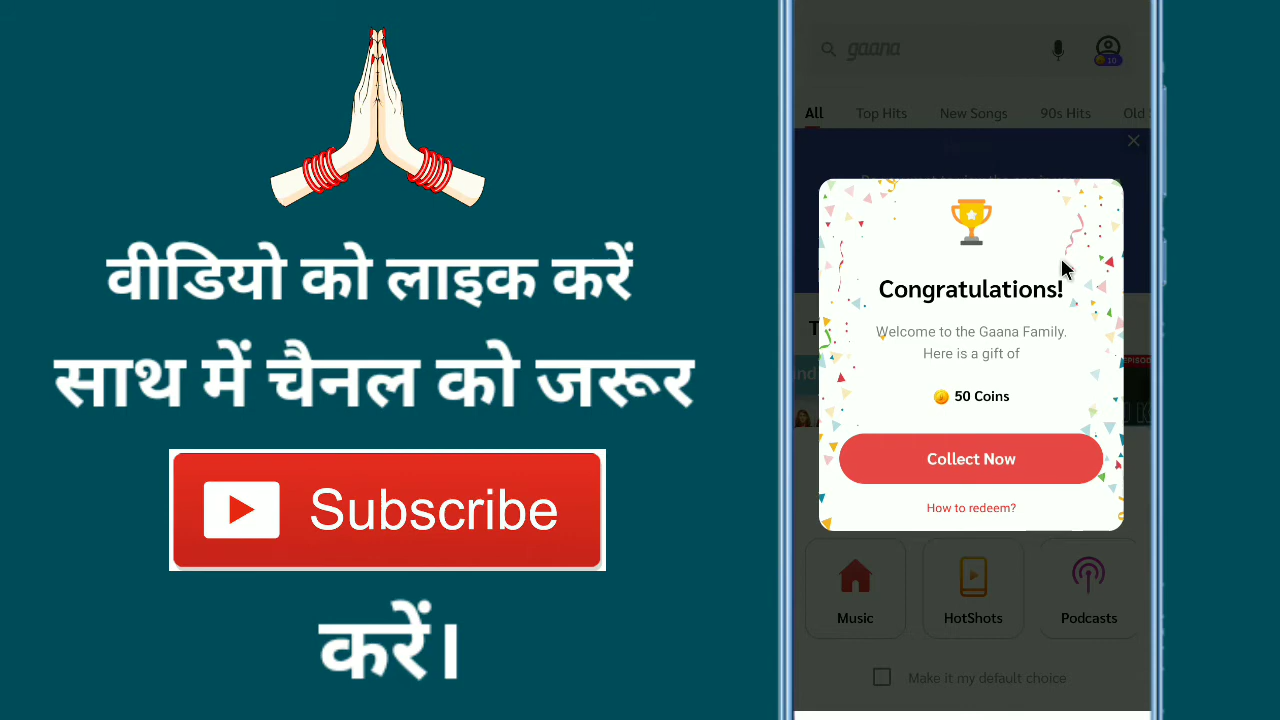 वीडियो को लाइक करें
साथ में चैनल को जरूर
Subscribe
करें।
gaana
10
All Top Hits New Songs 90s Hits Old
Congratulations!
Welcome to the Gaana Family.
Here is a gift of
50 Coins
Collect Now
How to redeem?
Music HotShots Podcasts
Make it my default choice